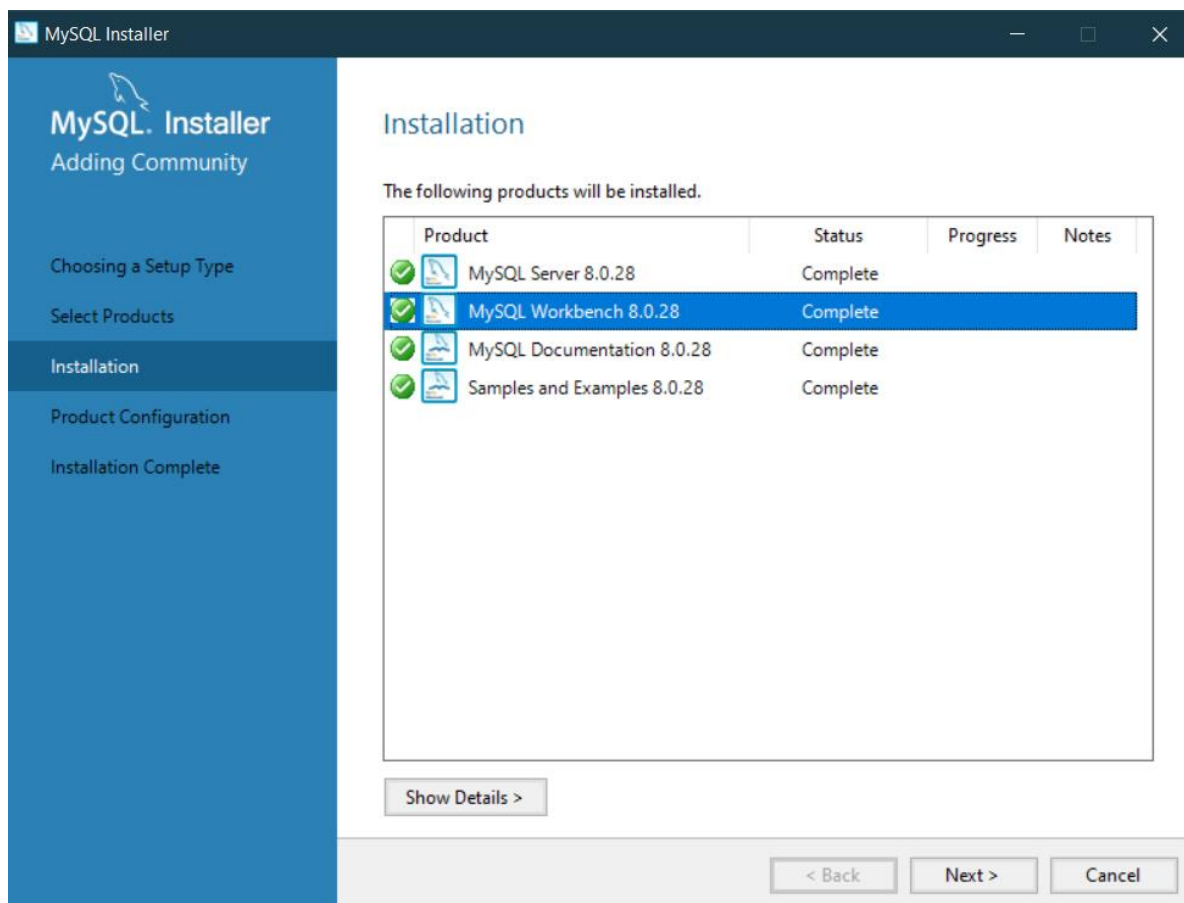 MySQL Installer
MySQL. Installer
Adding Community
Choosing a Setup Type
Select Products
Installation
Product Configuration
Installation Complete
Installation
The following products will be installed.
Product Status Progress Notes
MySQL Server 8.0.28 Complete
MySQL Workbench 8.0.28 Complete
MySQL Documentation 8.0.28 Complete
Samples and Examples 8.0.28 Complete
Show Details >
< Back Next > Cancel